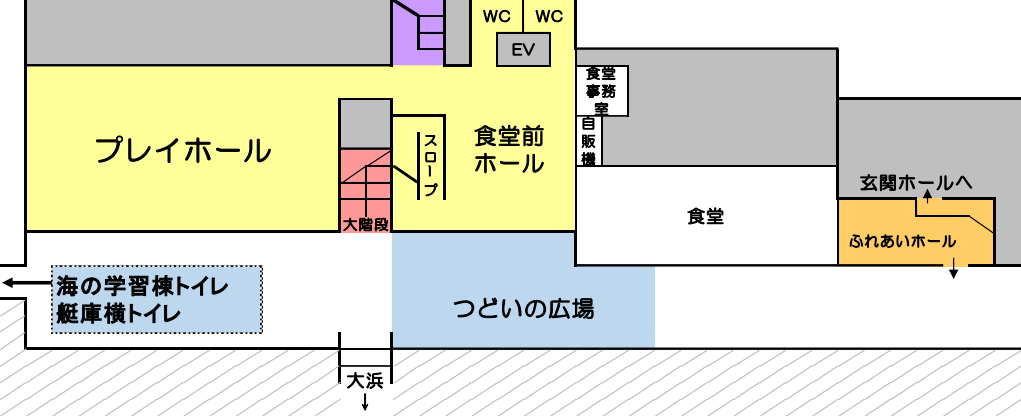 WC
WC
EV
食堂
事務
室
自
販
機
プレイホール
スロープ
食堂前
ホール
大階段
食堂
玄関ホールへ
ふれあいホール
海の学習棟トイレ
艇庫横トイレ
つどいの広場
大浜